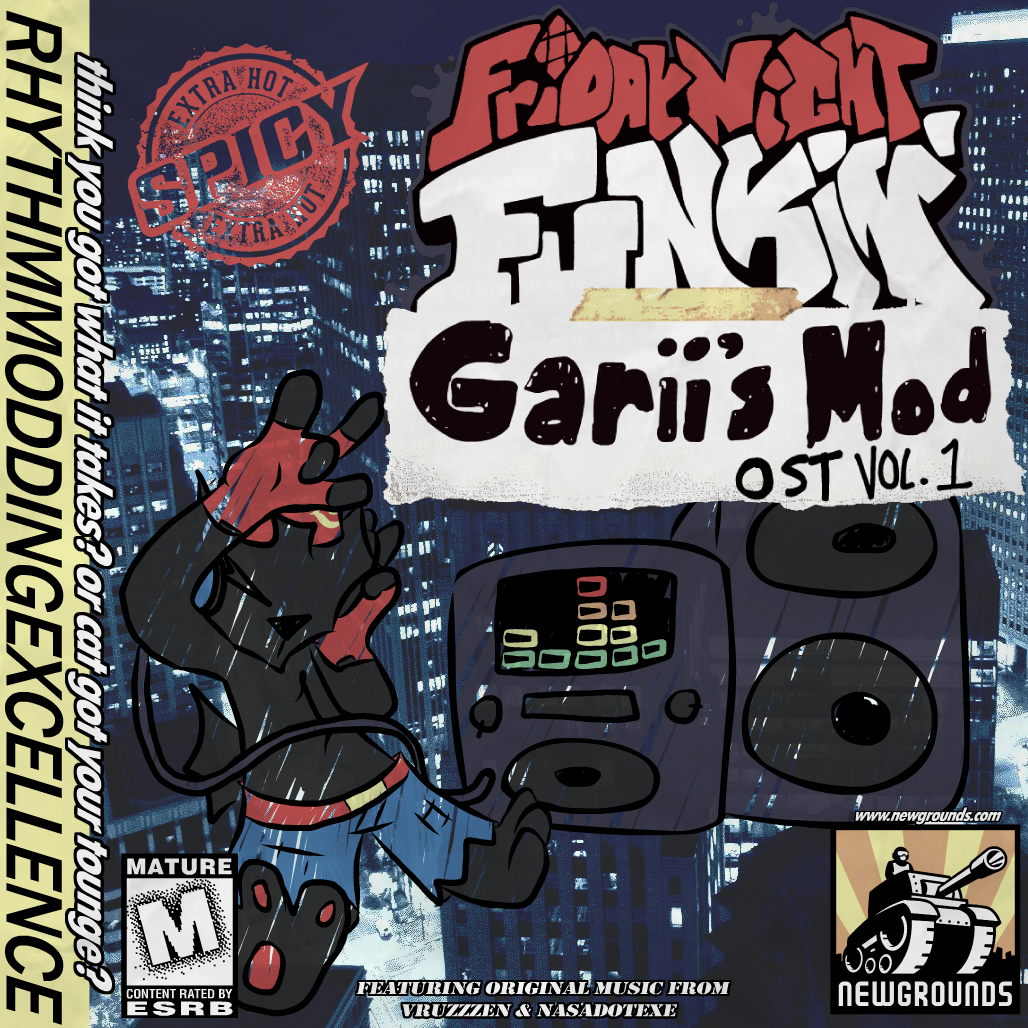 RHYTHMMODDINGEXCELLENCE
think you got what it takes? or cat got your tounge?
EXTRA HOT
SPICY
EXTRA HOT
FRiDAY NiGHT
FUNKiN'
Garii's Mod
OST VOL. 1
www.newgrounds.com
MATURE
M
CONTENT RATED BY
ESRB
FEATURING ORIGINAL MUSIC FROM
VRUZZZEN & NASADOTEXE
NEWGROUNDS